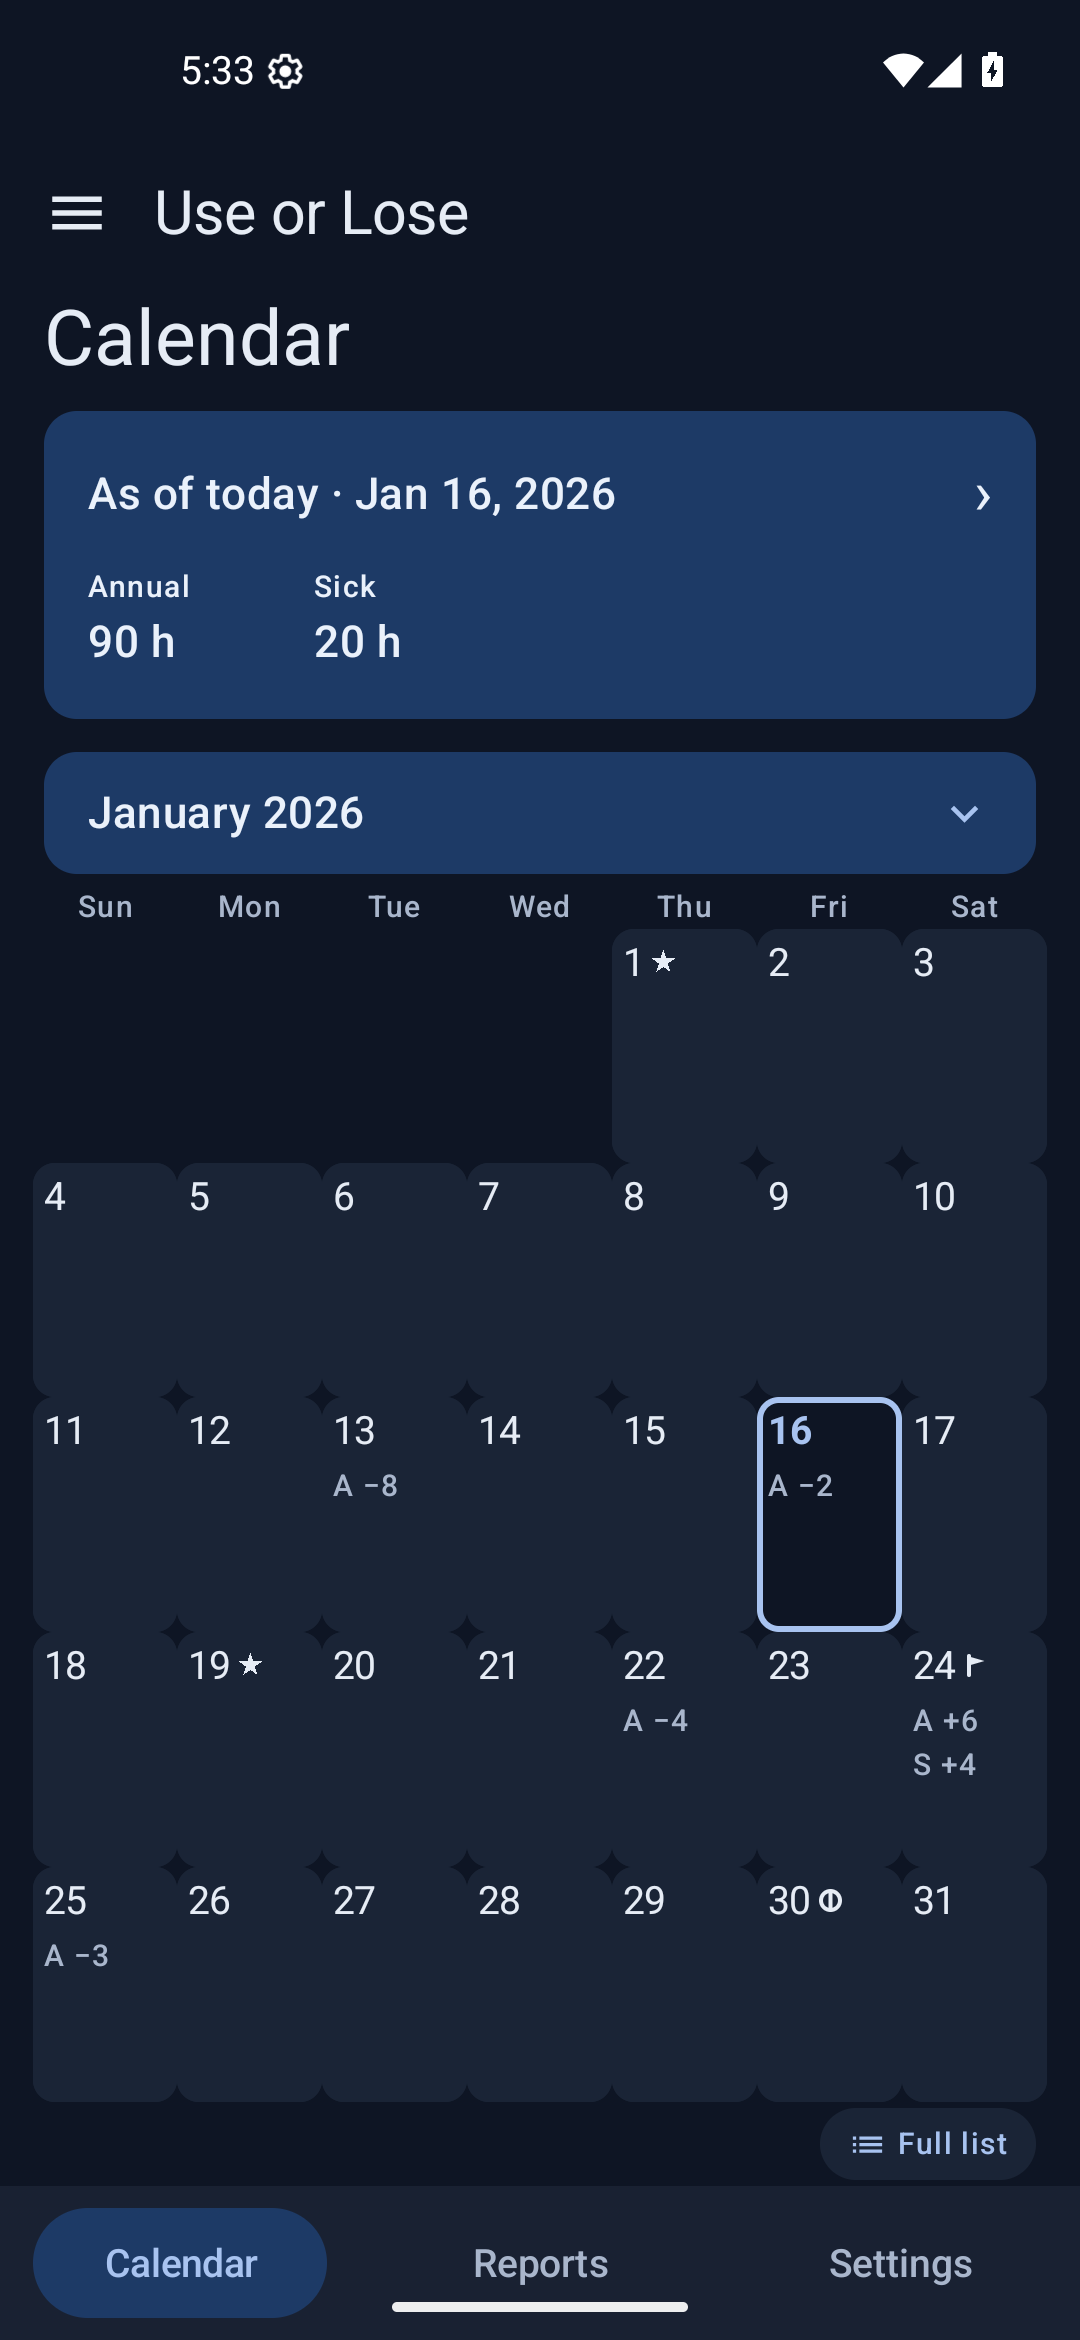 5:33
Use or Lose
Calendar
As of today · Jan 16, 2026 ›
Annual Sick
90 h 20 h
January 2026
Sun Mon Tue Wed Thu Fri Sat
1 ★ 2 3
4 5 6 7 8 9 10
11 12 13 14 15 16 17
A −8 A −2
18 19 ★ 20 21 22 23 24
A −4 A +6
S +4
25 26 27 28 29 30 31
A −3
Full list
Calendar Reports Settings